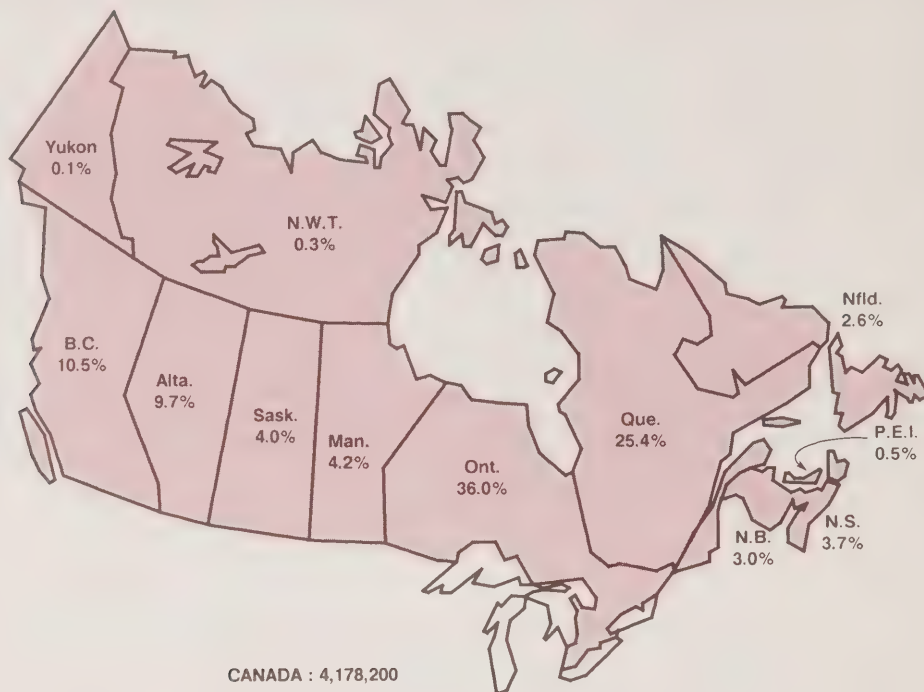 Yukon
0.1%
N.W.T.
0.3%
Nfld.
2.6%
B.C.
10.5%
Alta.
9.7%
Sask.
4.0%
Man.
4.2%
Ont.
36.0%
Que.
25.4%
P.E.I.
0.5%
N.B.
3.0%
N.S.
3.7%
CANADA : 4,178,200